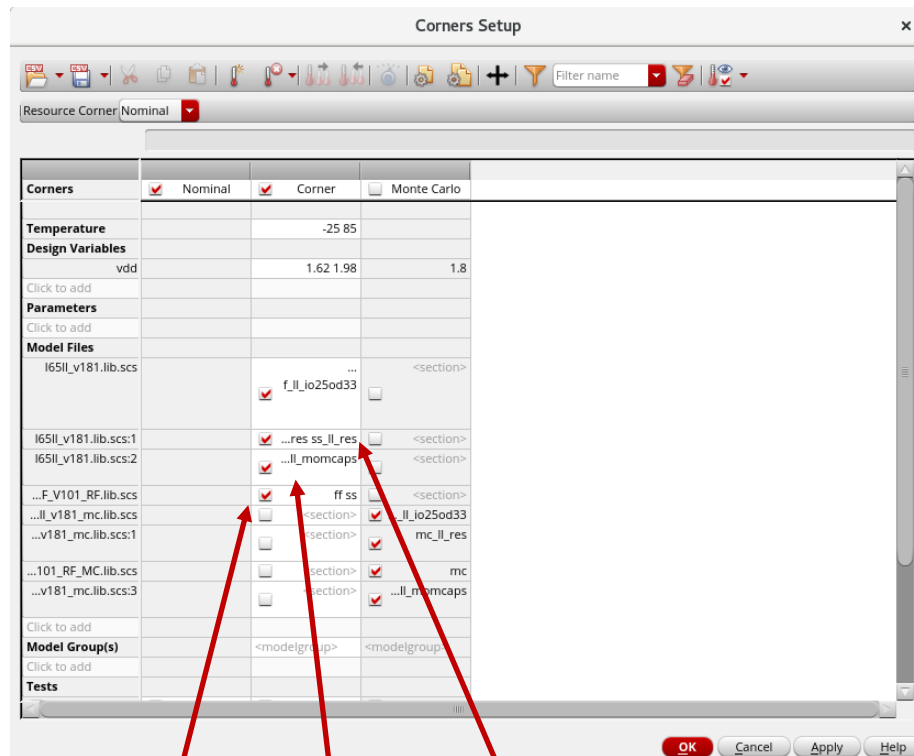 Corners Setup
Filter name
Resource Corner Nominal
Corners Nominal Corner Monte Carlo
Temperature -25 85
Design Variables
vdd 1.62 1.98 1.8
Click to add
Parameters
Click to add
Model Files
l65ll_v181.lib.scs ... <section>
f_ll_io25od33
l65ll_v181.lib.scs:1 ...res ss_ll_res <section>
l65ll_v181.lib.scs:2 ...ll_momcaps <section>
...F_V101_RF.lib.scs ff ss <section>
...ll_v181_mc.lib.scs <section> ..._ll_io25od33
...v181_mc.lib.scs:1 <section> mc_ll_res
...101_RF_MC.lib.scs <section> mc
...v181_mc.lib.scs:3 <section> ...ll_momcaps
Click to add
Model Group(s) <modelgroup> <modelgroup>
Click to add
Tests
OK Cancel Apply Help